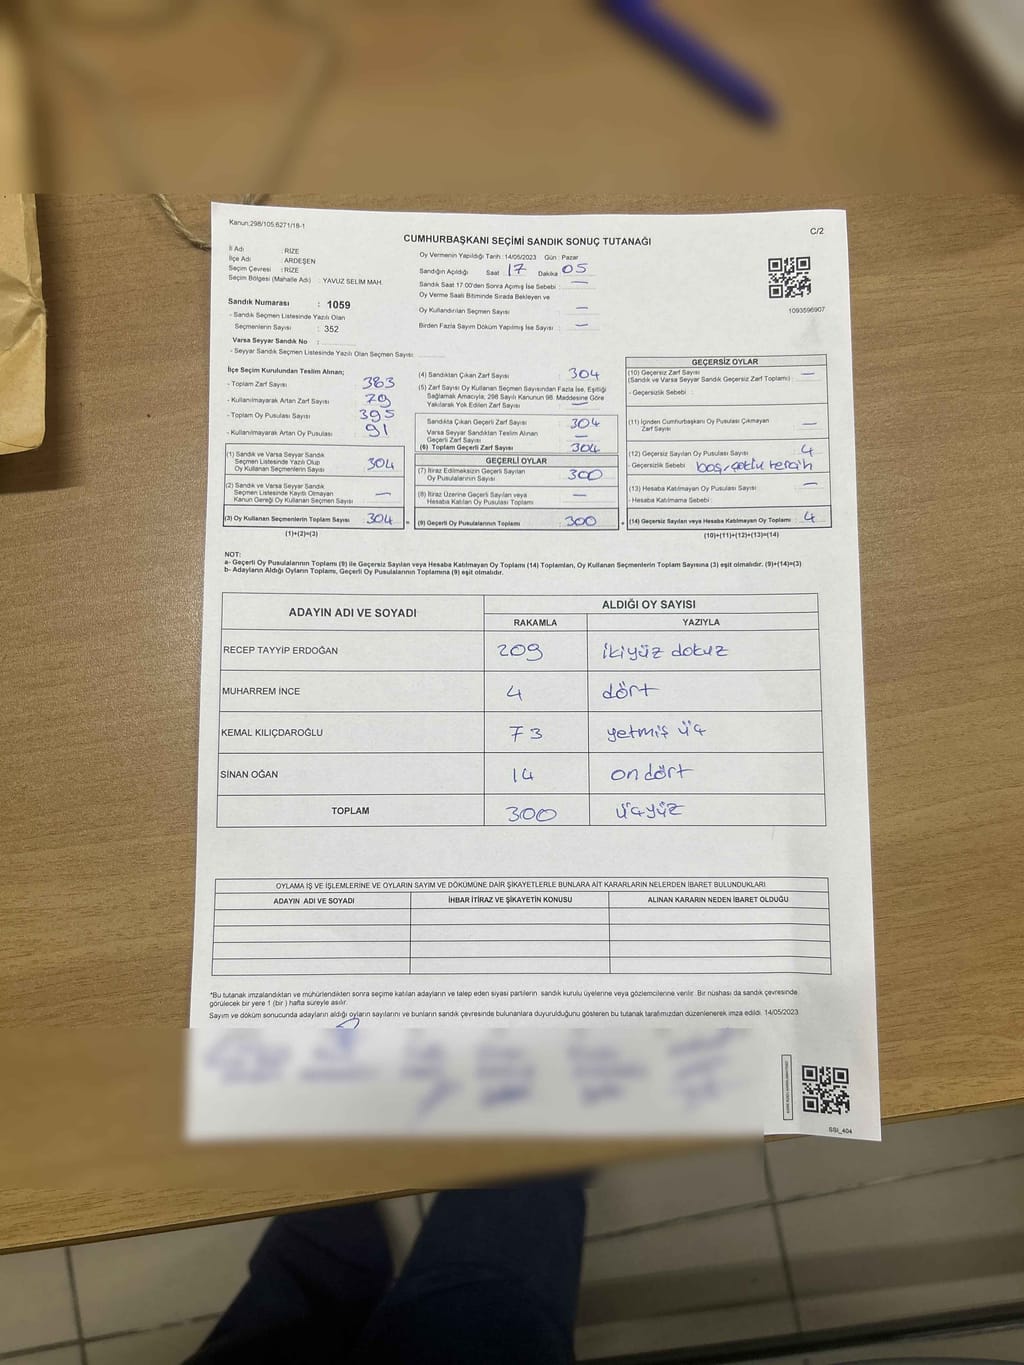 Kanun:298/105;6271/18-1
C/2
CUMHURBAŞKANI SEÇİMİ SANDIK SONUÇ TUTANAĞI
İl Adı : RİZE
İlçe Adı : ARDEŞEN
Seçim Çevresi : RİZE
Seçim Bölgesi (Mahalle Adı) : YAVUZ SELİM MAH.
Sandık Numarası : 1059
- Sandık Seçmen Listesinde Yazılı Olan
Seçmenlerin Sayısı : 352
Varsa Seyyar Sandık No :
- Seyyar Sandık Seçmen Listesinde Yazılı Olan Seçmen Sayısı:
Oy Vermenin Yapıldığı Tarih : 14/05/2023 Gün : Pazar
Sandığın Açıldığı Saat : 17 Dakika 05
Sandık Saat 17:00'den Sonra Açılmış İse Sebebi : —
Oy Verme Saati Bitiminde Sırada Bekleyen ve
Oy Kullandırılan Seçmen Sayısı : —
Birden Fazla Sayım Döküm Yapılmış İse Sayısı : —
1093596907
İlçe Seçim Kurulundan Teslim Alınan;
- Toplam Zarf Sayısı : 383
- Kullanılmayarak Artan Zarf Sayısı : 79
- Toplam Oy Pusulası Sayısı : 395
- Kullanılmayarak Artan Oy Pusulası : 91
(1) Sandık ve Varsa Seyyar Sandık
Seçmen Listesinde Yazılı Olup
Oy Kullanan Seçmenlerin Sayısı : 304
(2) Sandık ve Varsa Seyyar Sandık
Seçmen Listesinde Kayıtlı Olmayan
Kanun Gereği Oy Kullanan Seçmen Sayısı : —
(3) Oy Kullanan Seçmenlerin Toplam Sayısı : 304
(1)+(2)=(3)
(4) Sandıktan Çıkan Zarf Sayısı : 304
(5) Zarf Sayısı Oy Kullanan Seçmen Sayısından Fazla İse, Eşitliği
Sağlamak Amacıyla, 298 Sayılı Kanunun 98. Maddesine Göre
Yakılarak Yok Edilen Zarf Sayısı : —
Sandıkta Çıkan Geçerli Zarf Sayısı : 304
Varsa Seyyar Sandıktan Teslim Alınan
Geçerli Zarf Sayısı : —
(6) Toplam Geçerli Zarf Sayısı : 304
GEÇERLİ OYLAR
(7) İtiraz Edilmeksizin Geçerli Sayılan
Oy Pusulasının Sayısı : 300
(8) İtiraz Üzerine Geçerli Sayılan veya
Hesaba Katılan Oy Pusulası Toplamı : —
(9) Geçerli Oy Pusulalarının Toplamı : 300
GEÇERSİZ OYLAR
(10) Geçersiz Zarf Sayısı : —
(Sandık ve Varsa Seyyar Sandık Geçersiz Zarf Toplamı)
- Geçersizlik Sebebi :
(11) İçinden Cumhurbaşkanı Oy Pusulası Çıkmayan
Zarf Sayısı : —
(12) Geçersiz Sayılan Oy Pusulası Sayısı : 4
- Geçersizlik Sebebi : boş, çoklu tercih
(13) Hesaba Katılmayan Oy Pusulası Sayısı : —
- Hesaba Katılmama Sebebi :
(14) Geçersiz Sayılan veya Hesaba Katılmayan Oy Toplamı : 4
(10)+(11)+(12)+(13)=(14)
NOT:
a- Geçerli Oy Pusulalarının Toplamı (9) ile Geçersiz Sayılan veya Hesaba Katılmayan Oy Toplamı (14) Toplamları, Oy Kullanan Seçmenlerin Toplam Sayısına (3) eşit olmalıdır. (9)+(14)=(3)
b- Adayların Aldığı Oyların Toplamı, Geçerli Oy Pusulalarının Toplamına (9) eşit olmalıdır.
ADAYIN ADI VE SOYADI ALDIĞI OY SAYISI
RAKAMLA YAZIYLA
RECEP TAYYİP ERDOĞAN 209 ikiyüz dokuz
MUHARREM İNCE 4 dört
KEMAL KILIÇDAROĞLU 73 yetmiş üç
SİNAN OĞAN 14 on dört
TOPLAM 300 üçyüz
OYLAMA İŞ VE İŞLEMLERİNE VE OYLARIN SAYIM VE DÖKÜMÜNE DAİR ŞİKAYETLERLE BUNLARA AİT KARARLARIN NELERDEN İBARET BULUNDUKLARI
ADAYIN ADI VE SOYADI İHBAR İTİRAZ VE ŞİKAYETİN KONUSU ALINAN KARARIN NEDEN İBARET OLDUĞU
*Bu tutanak imzalandıktan ve mühürlendikten sonra seçime katılan adayların ve talep eden siyasi partilerin sandık kurulu üyelerine veya gözlemcilerine verilir. Bir nüshası da sandık çevresinde
görülecek bir yere 1 (bir ) hafta süreyle asılır.
Sayım ve döküm sonucunda adayların aldığı oyların sayılarını ve bunların sandık çevresinde bulunanlara duyurulduğunu gösteren bu tutanak tarafımızdan düzenlenerek imza edildi. 14/05/2023
SSI_404